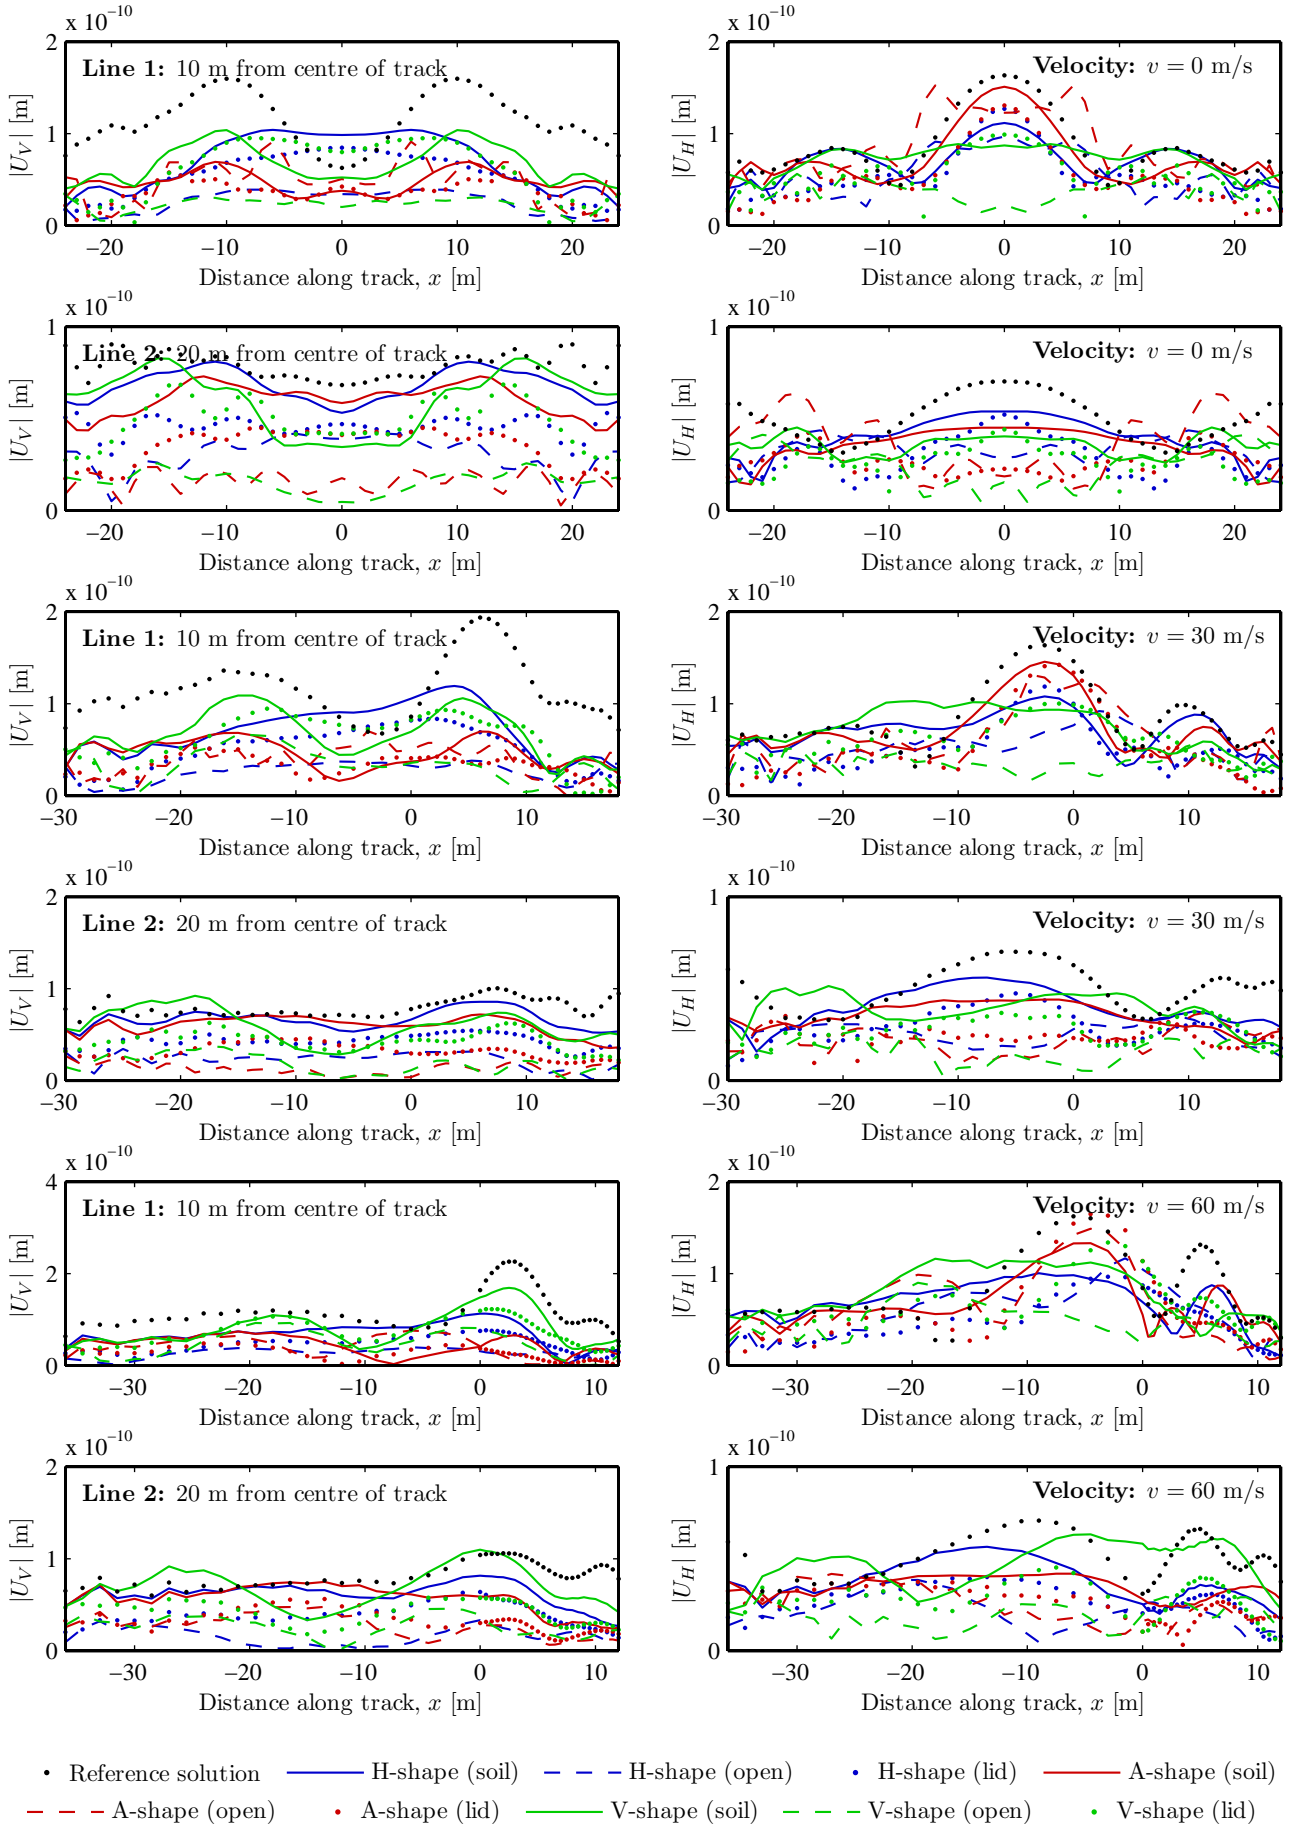 x 10⁻¹⁰
x 10⁻¹⁰
2
1
0
|U_V| [m]
Line 1: 10 m from centre of track
−20 −10 0 10 20
Distance along track, x [m]
2
1
0
|U_H| [m]
Velocity: v = 0 m/s
−20 −10 0 10 20
Distance along track, x [m]
x 10⁻¹⁰
x 10⁻¹⁰
1
0
|U_V| [m]
Line 2: 20 m from centre of track
−20 −10 0 10 20
Distance along track, x [m]
1
0
|U_H| [m]
Velocity: v = 0 m/s
−20 −10 0 10 20
Distance along track, x [m]
x 10⁻¹⁰
x 10⁻¹⁰
2
1
0
|U_V| [m]
Line 1: 10 m from centre of track
−30 −20 −10 0 10
Distance along track, x [m]
2
1
0
|U_H| [m]
Velocity: v = 30 m/s
−30 −20 −10 0 10
Distance along track, x [m]
x 10⁻¹⁰
x 10⁻¹⁰
2
1
0
|U_V| [m]
Line 2: 20 m from centre of track
−30 −20 −10 0 10
Distance along track, x [m]
1
0
|U_H| [m]
Velocity: v = 30 m/s
−30 −20 −10 0 10
Distance along track, x [m]
x 10⁻¹⁰
x 10⁻¹⁰
4
2
0
|U_V| [m]
Line 1: 10 m from centre of track
−30 −20 −10 0 10
Distance along track, x [m]
2
1
0
|U_H| [m]
Velocity: v = 60 m/s
−30 −20 −10 0 10
Distance along track, x [m]
x 10⁻¹⁰
x 10⁻¹⁰
2
1
0
|U_V| [m]
Line 2: 20 m from centre of track
−30 −20 −10 0 10
Distance along track, x [m]
1
0
|U_H| [m]
Velocity: v = 60 m/s
−30 −20 −10 0 10
Distance along track, x [m]
Reference solution H-shape (soil) H-shape (open) H-shape (lid) A-shape (soil)
A-shape (open) A-shape (lid) V-shape (soil) V-shape (open) V-shape (lid)